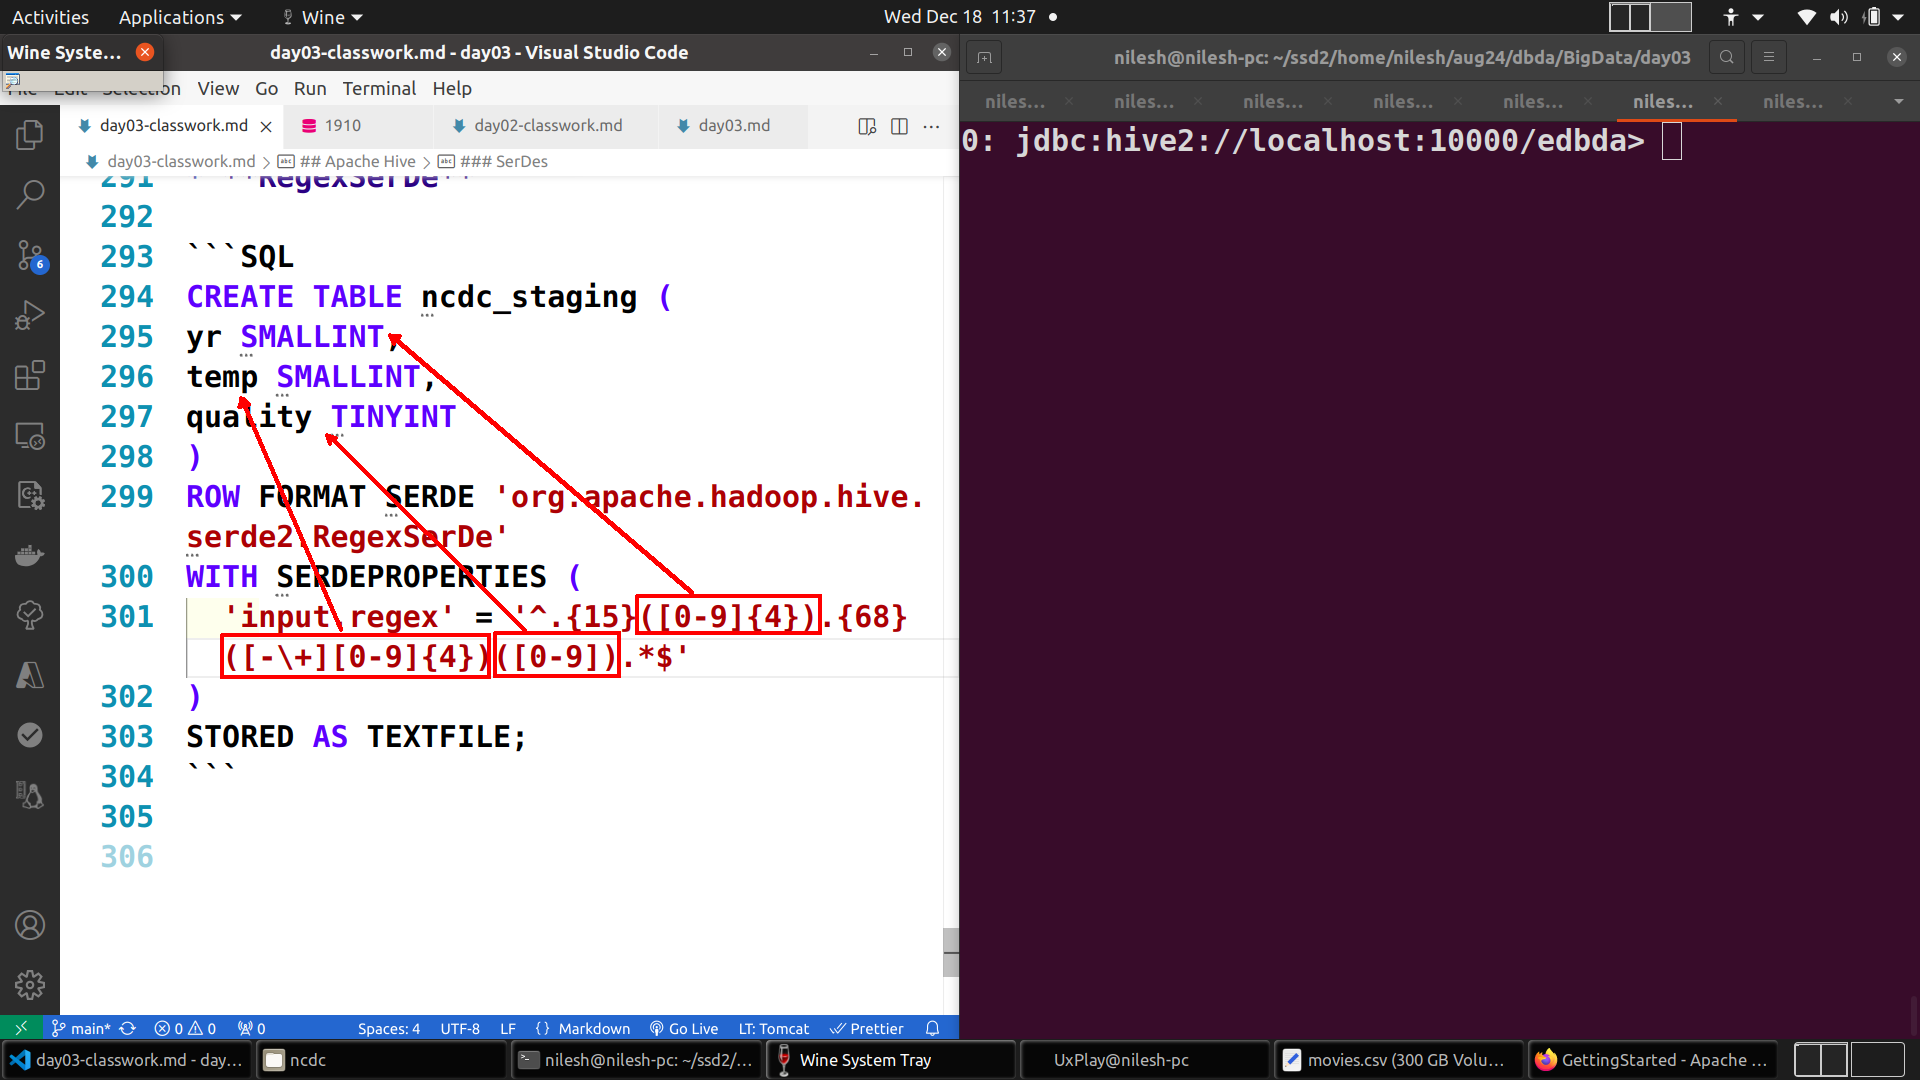 Activities Applications Wine Wed Dec 18 11:37
Wine Syste...
day03-classwork.md - day03 - Visual Studio Code
Selection View Go Run Terminal Help
day03-classwork.md 1910 day02-classwork.md day03.md
day03-classwork.md > ## Apache Hive > ### SerDes
291
292
293 ```SQL
294 CREATE TABLE ncdc_staging (
295 yr SMALLINT,
296 temp SMALLINT,
297 quality TINYINT
298 )
299 ROW FORMAT SERDE 'org.apache.hadoop.hive.
serde2.RegexSerDe'
300 WITH SERDEPROPERTIES (
301 'input.regex' = '^.{15}([0-9]{4}).{68}
([-\+][0-9]{4})([0-9]).*$'
302 )
303 STORED AS TEXTFILE;
304 ```
305
306
6
main* 0 0 0 Spaces: 4 UTF-8 LF {} Markdown Go Live LT: Tomcat Prettier
nilesh@nilesh-pc: ~/ssd2/home/nilesh/aug24/dbda/BigData/day03
niles... niles... niles... niles... niles... niles... niles...
0: jdbc:hive2://localhost:10000/edbda>
day03-classwork.md - day... ncdc nilesh@nilesh-pc: ~/ssd2/... Wine System Tray UxPlay@nilesh-pc movies.csv (300 GB Volu... GettingStarted - Apache ...